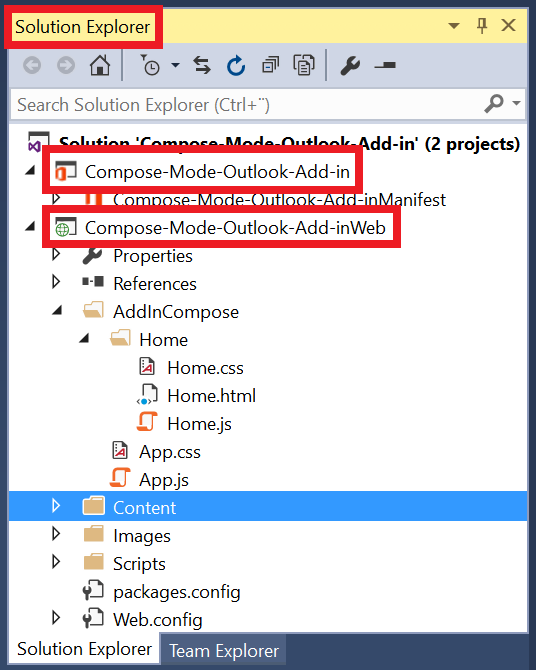 Solution Explorer
Search Solution Explorer (Ctrl+¨)
Solution 'Compose-Mode-Outlook-Add-in' (2 projects)
Compose-Mode-Outlook-Add-in
Compose-Mode-Outlook-Add-inManifest
Compose-Mode-Outlook-Add-inWeb
Properties
References
AddInCompose
Home
Home.css
Home.html
Home.js
App.css
App.js
Content
Images
Scripts
packages.config
Web.config
Solution Explorer Team Explorer